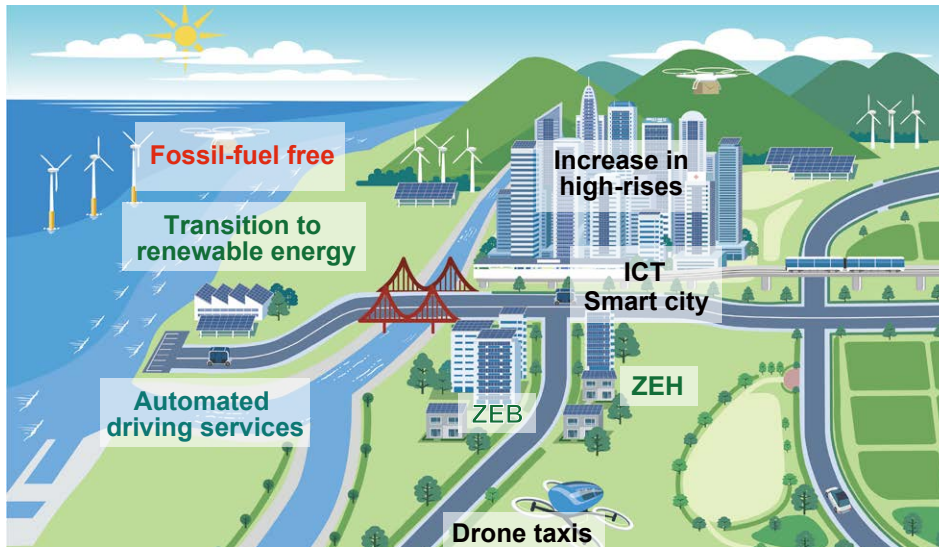 Fossil-fuel free
Increase in
high-rises
Transition to
renewable energy
ICT
Smart city
Automated
driving services
ZEB
ZEH
Drone taxis